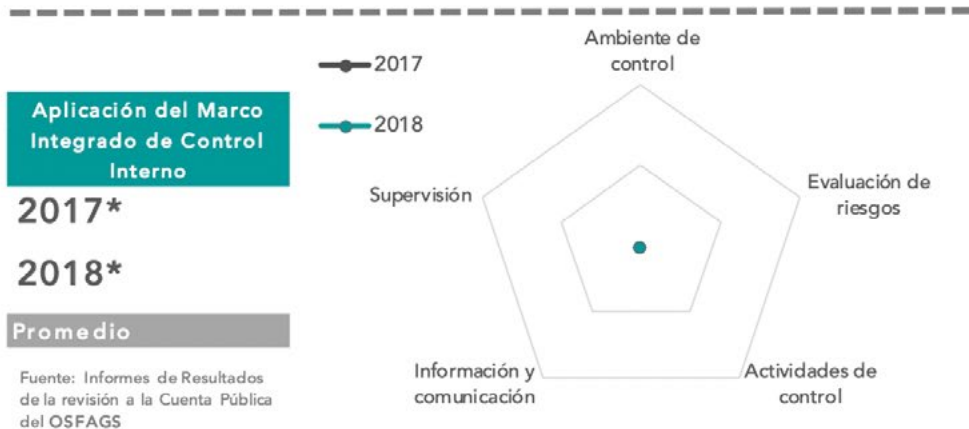 Aplicación del Marco
Integrado de Control
Interno
2017*
2018*
Promedio
Fuente: Informes de Resultados
de la revisión a la Cuenta Pública
del OSFAGS
2017
2018
Ambiente de
control
Evaluación de
riesgos
Actividades de
control
Información y
comunicación
Supervisión